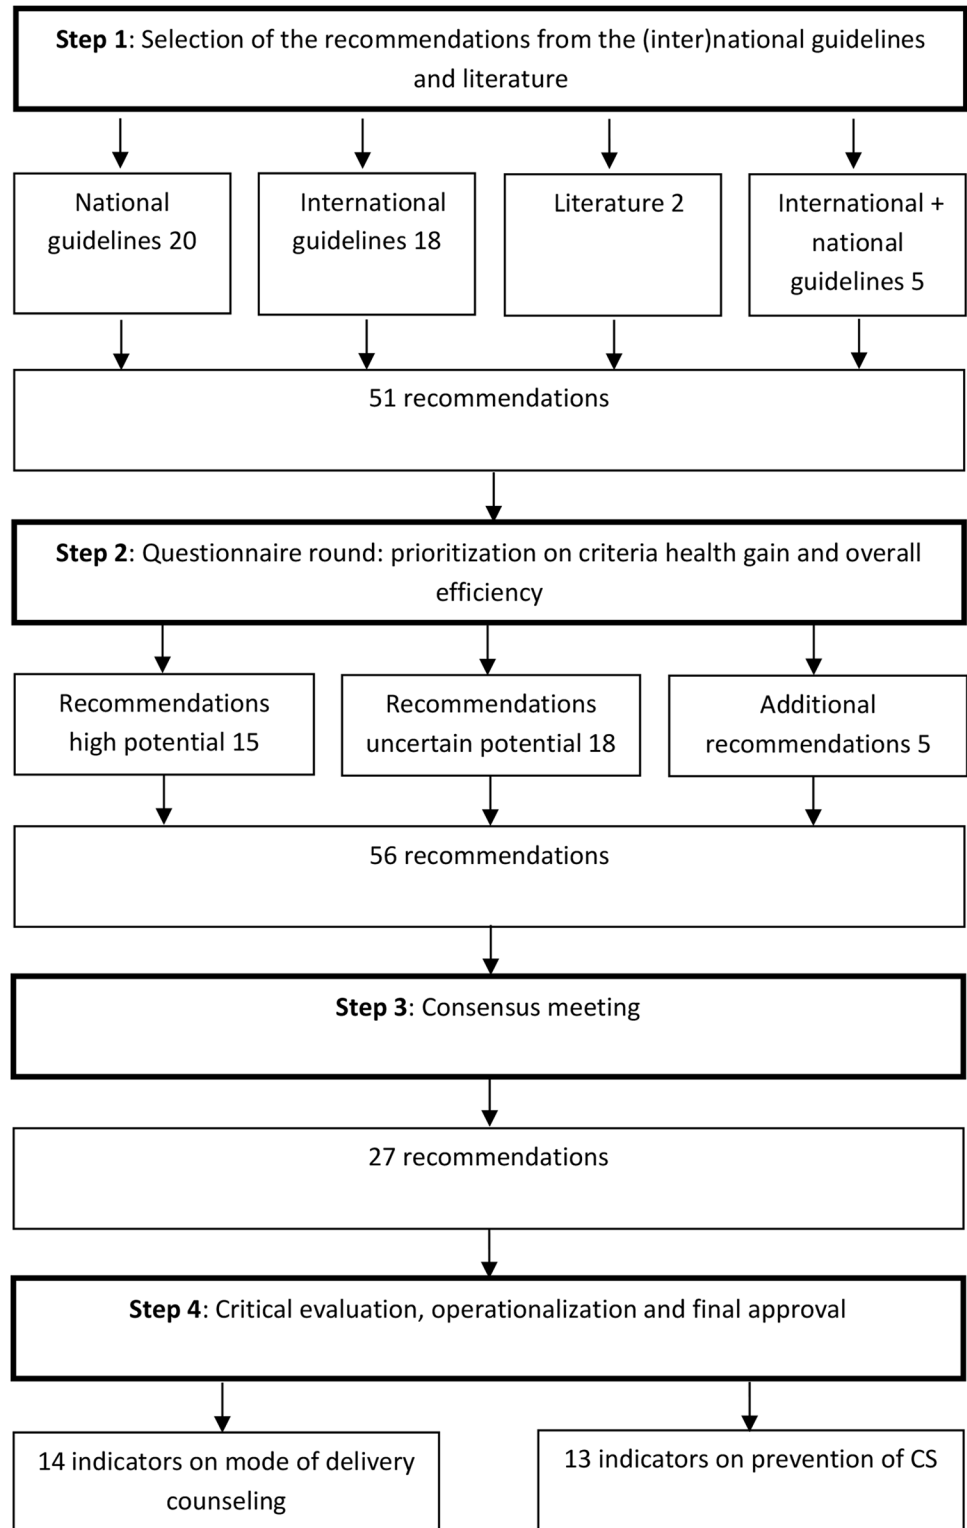 Step 1: Selection of the recommendations from the (inter)national guidelines
and literature
National
guidelines 20
International
guidelines 18
Literature 2
International +
national
guidelines 5
51 recommendations
Step 2: Questionnaire round: prioritization on criteria health gain and overall
efficiency
Recommendations
high potential 15
Recommendations
uncertain potential 18
Additional
recommendations 5
56 recommendations
Step 3: Consensus meeting
27 recommendations
Step 4: Critical evaluation, operationalization and final approval
14 indicators on mode of delivery
counseling
13 indicators on prevention of CS